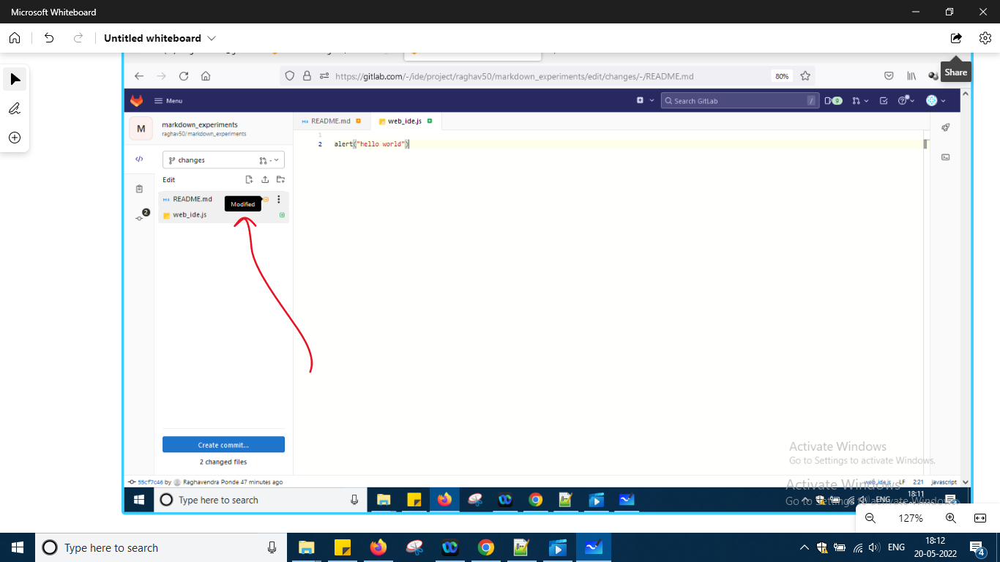 Microsoft Whiteboard
Untitled whiteboard
Share
https://gitlab.com/-/ide/project/raghav50/markdown_experiments/edit/changes/-/README.md
80%
Menu
Search GitLab
/
9
M
markdown_experiments
raghav50/markdown_experiments
README.md
web_ide.js
1
2 alert("hello world")
changes
-
Edit
README.md
Modified
web_ide.js
2
Create commit...
2 changed files
Activate Windows
Go to Settings to activate Windows.
55cf7c46 by Raghavendra Ponde 47 minutes ago
web_ide.js LF 2:21 javascript
Activate Windows
Go to Settings to activate Windows.
Type here to search
ENG
18:11
127%
Type here to search
ENG
18:12
20-05-2022
4